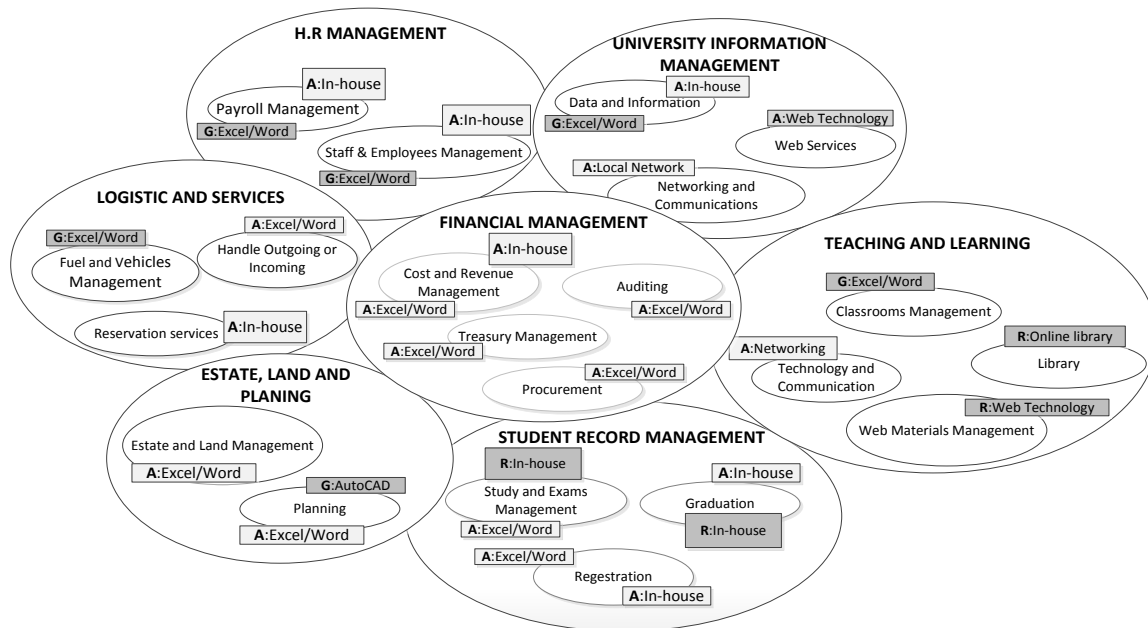 H.R MANAGEMENT
A:In-house
Payroll Management
G:Excel/Word
A:In-house
Staff & Employees Management
G:Excel/Word
UNIVERSITY INFORMATION
MANAGEMENT
A:In-house
Data and Information
G:Excel/Word
A:Web Technology
Web Services
A:Local Network
Networking and
Communications
LOGISTIC AND SERVICES
A:Excel/Word
Handle Outgoing or
Incoming
G:Excel/Word
Fuel and Vehicles
Management
Reservation services
A:In-house
FINANCIAL MANAGEMENT
A:In-house
Cost and Revenue
Management
A:Excel/Word
Auditing
A:Excel/Word
Treasury Management
A:Excel/Word
A:Excel/Word
Procurement
TEACHING AND LEARNING
G:Excel/Word
Classrooms Management
R:Online library
Library
A:Networking
Technology and
Communication
R:Web Technology
Web Materials Management
ESTATE, LAND AND
PLANING
Estate and Land Management
A:Excel/Word
G:AutoCAD
Planning
A:Excel/Word
STUDENT RECORD MANAGEMENT
R:In-house
Study and Exams
Management
A:Excel/Word
A:In-house
Graduation
R:In-house
A:Excel/Word
Regestration
A:In-house